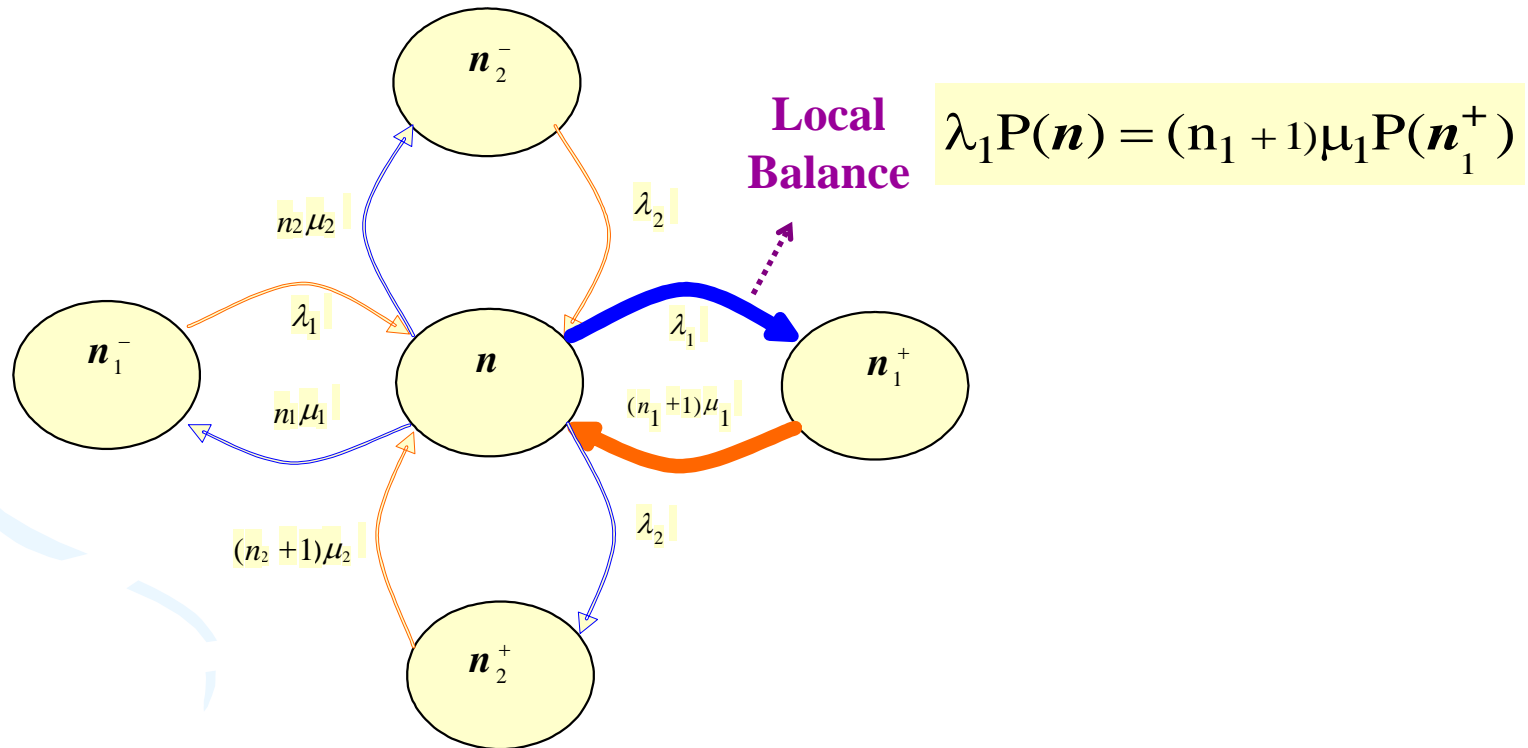 n₂⁻
Local
Balance
λ₁P(n) = (n₁ + 1)μ₁P(n₁⁺)
n₂μ₂
λ₂
λ₁
λ₁
n₁⁻
n
n₁⁺
n₁μ₁
(n₁ +1)μ₁
(n₂ +1)μ₂
λ₂
n₂⁺